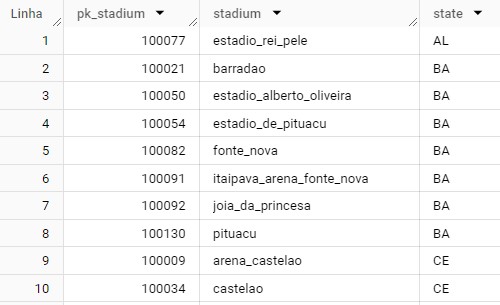 Linha pk_stadium stadium state
1 100077 estadio_rei_pele AL
2 100021 barradao BA
3 100050 estadio_alberto_oliveira BA
4 100054 estadio_de_pituacu BA
5 100082 fonte_nova BA
6 100091 itaipava_arena_fonte_nova BA
7 100092 joia_da_princesa BA
8 100130 pituacu BA
9 100009 arena_castelao CE
10 100034 castelao CE